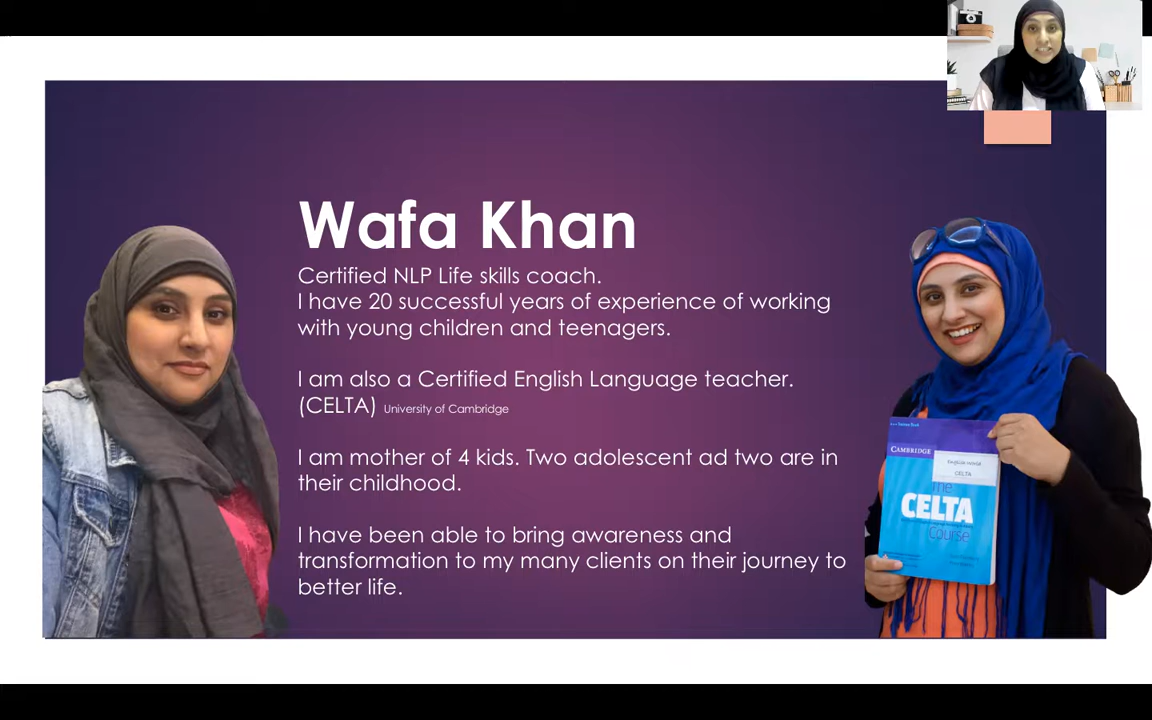 Wafa Khan
Certified NLP Life skills coach.
I have 20 successful years of experience of working
with young children and teenagers.
I am also a Certified English Language teacher.
(CELTA) University of Cambridge
I am mother of 4 kids. Two adolescent ad two are in
their childhood.
I have been able to bring awareness and
transformation to my many clients on their journey to
better life.
CAMBRIDGE
CELTA
The
CELTA
Course